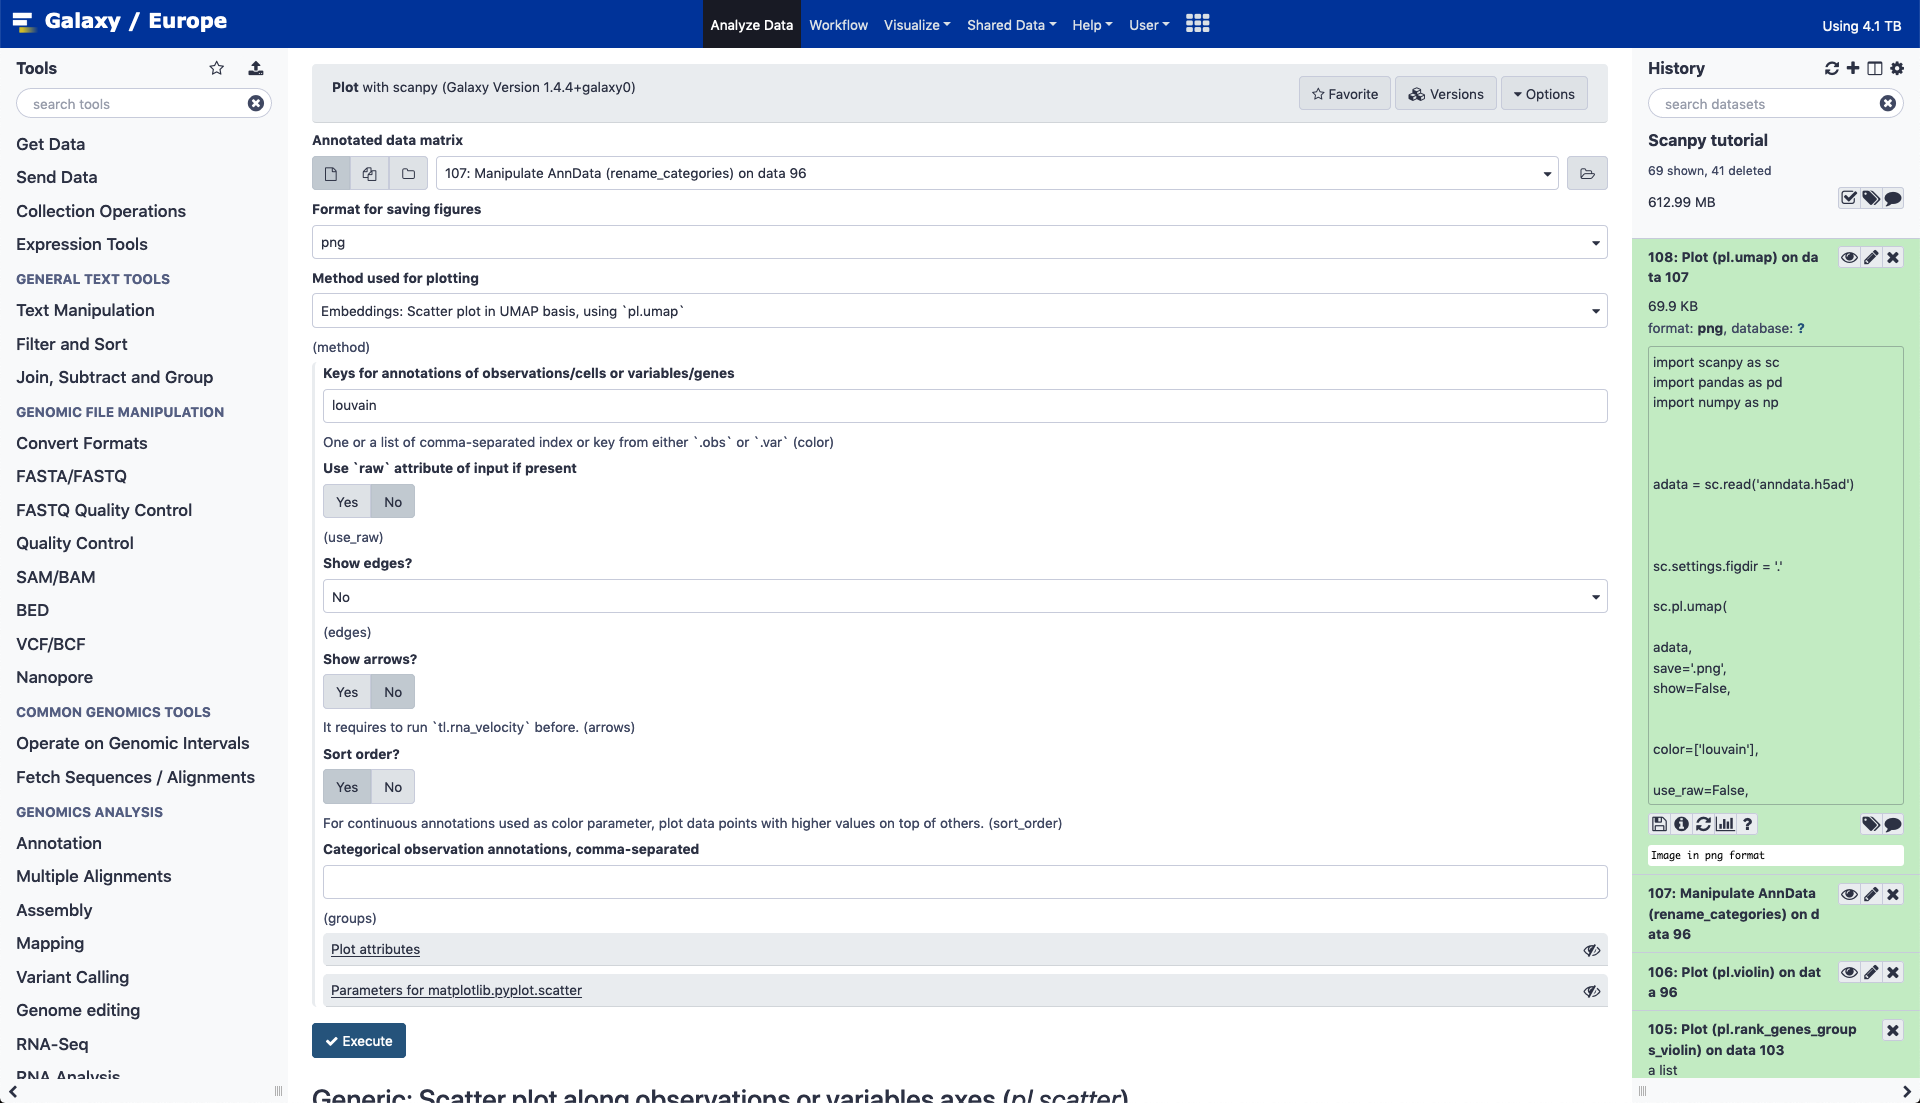 Galaxy / Europe
Analyze Data Workflow Visualize Shared Data Help User
Using 4.1 TB
Tools
search tools
Get Data
Send Data
Collection Operations
Expression Tools
GENERAL TEXT TOOLS
Text Manipulation
Filter and Sort
Join, Subtract and Group
GENOMIC FILE MANIPULATION
Convert Formats
FASTA/FASTQ
FASTQ Quality Control
Quality Control
SAM/BAM
BED
VCF/BCF
Nanopore
COMMON GENOMICS TOOLS
Operate on Genomic Intervals
Fetch Sequences / Alignments
GENOMICS ANALYSIS
Annotation
Multiple Alignments
Assembly
Mapping
Variant Calling
Genome editing
RNA-Seq
RNA Analysis
Plot with scanpy (Galaxy Version 1.4.4+galaxy0)
Favorite Versions Options
Annotated data matrix
107: Manipulate AnnData (rename_categories) on data 96
Format for saving figures
png
Method used for plotting
Embeddings: Scatter plot in UMAP basis, using `pl.umap`
(method)
Keys for annotations of observations/cells or variables/genes
louvain
One or a list of comma-separated index or key from either `.obs` or `.var` (color)
Use `raw` attribute of input if present
Yes No
(use_raw)
Show edges?
No
(edges)
Show arrows?
Yes No
It requires to run `tl.rna_velocity` before. (arrows)
Sort order?
Yes No
For continuous annotations used as color parameter, plot data points with higher values on top of others. (sort_order)
Categorical observation annotations, comma-separated
(groups)
Plot attributes
Parameters for matplotlib.pyplot.scatter
Execute
Generic: Scatter plot along observations or variables axes (pl.scatter)
History
search datasets
Scanpy tutorial
69 shown, 41 deleted
612.99 MB
108: Plot (pl.umap) on da
ta 107
69.9 KB
format: png, database: ?
import scanpy as sc
import pandas as pd
import numpy as np
adata = sc.read('anndata.h5ad')
sc.settings.figdir = '.'
sc.pl.umap(
adata,
save='.png',
show=False,
color=['louvain'],
use_raw=False,
?
Image in png format
107: Manipulate AnnData
(rename_categories) on d
ata 96
106: Plot (pl.violin) on dat
a 96
105: Plot (pl.rank_genes_group
s_violin) on data 103
a list